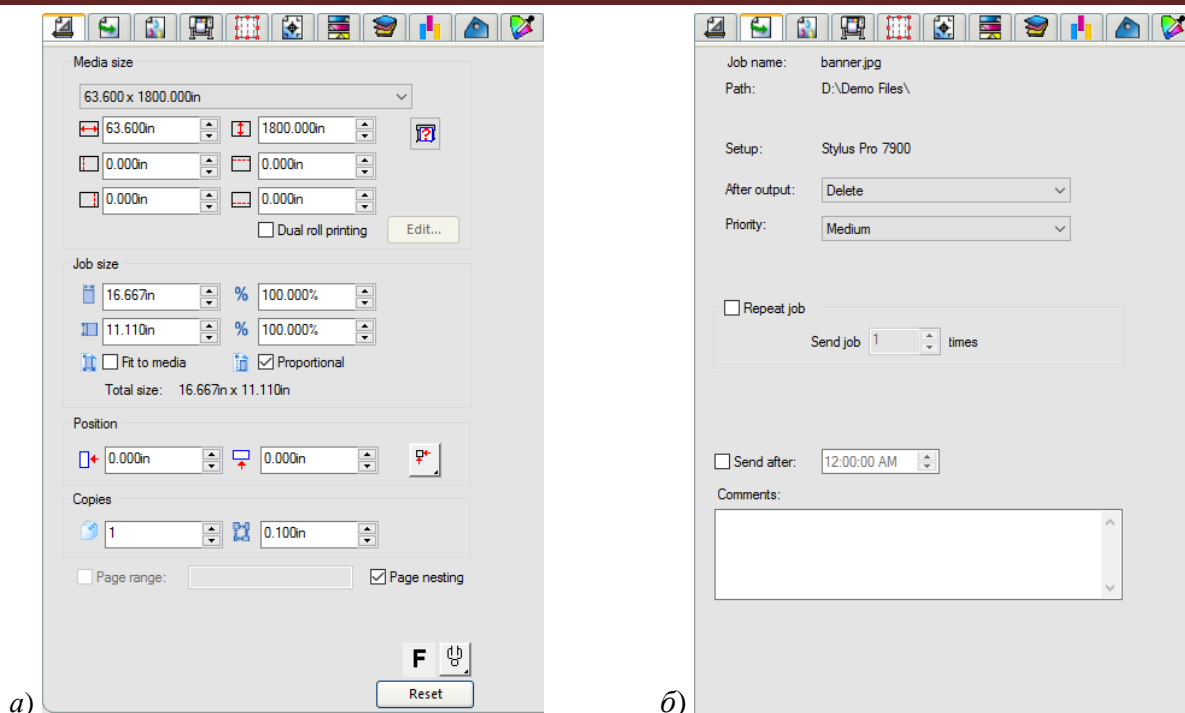 Media size
63.600 x 1800.000in
63.600in 1800.000in
0.000in 0.000in
0.000in 0.000in
Dual roll printing Edit...
Job size
16.667in % 100.000%
11.110in % 100.000%
Fit to media Proportional
Total size: 16.667in x 11.110in
Position
0.000in 0.000in
Copies
1 0.100in
Page range: Page nesting
F
Reset
а)
Job name: banner.jpg
Path: D:\Demo Files\
Setup: Stylus Pro 7900
After output: Delete
Priority: Medium
Repeat job
Send job 1 times
Send after: 12:00:00 AM
Comments:
б)